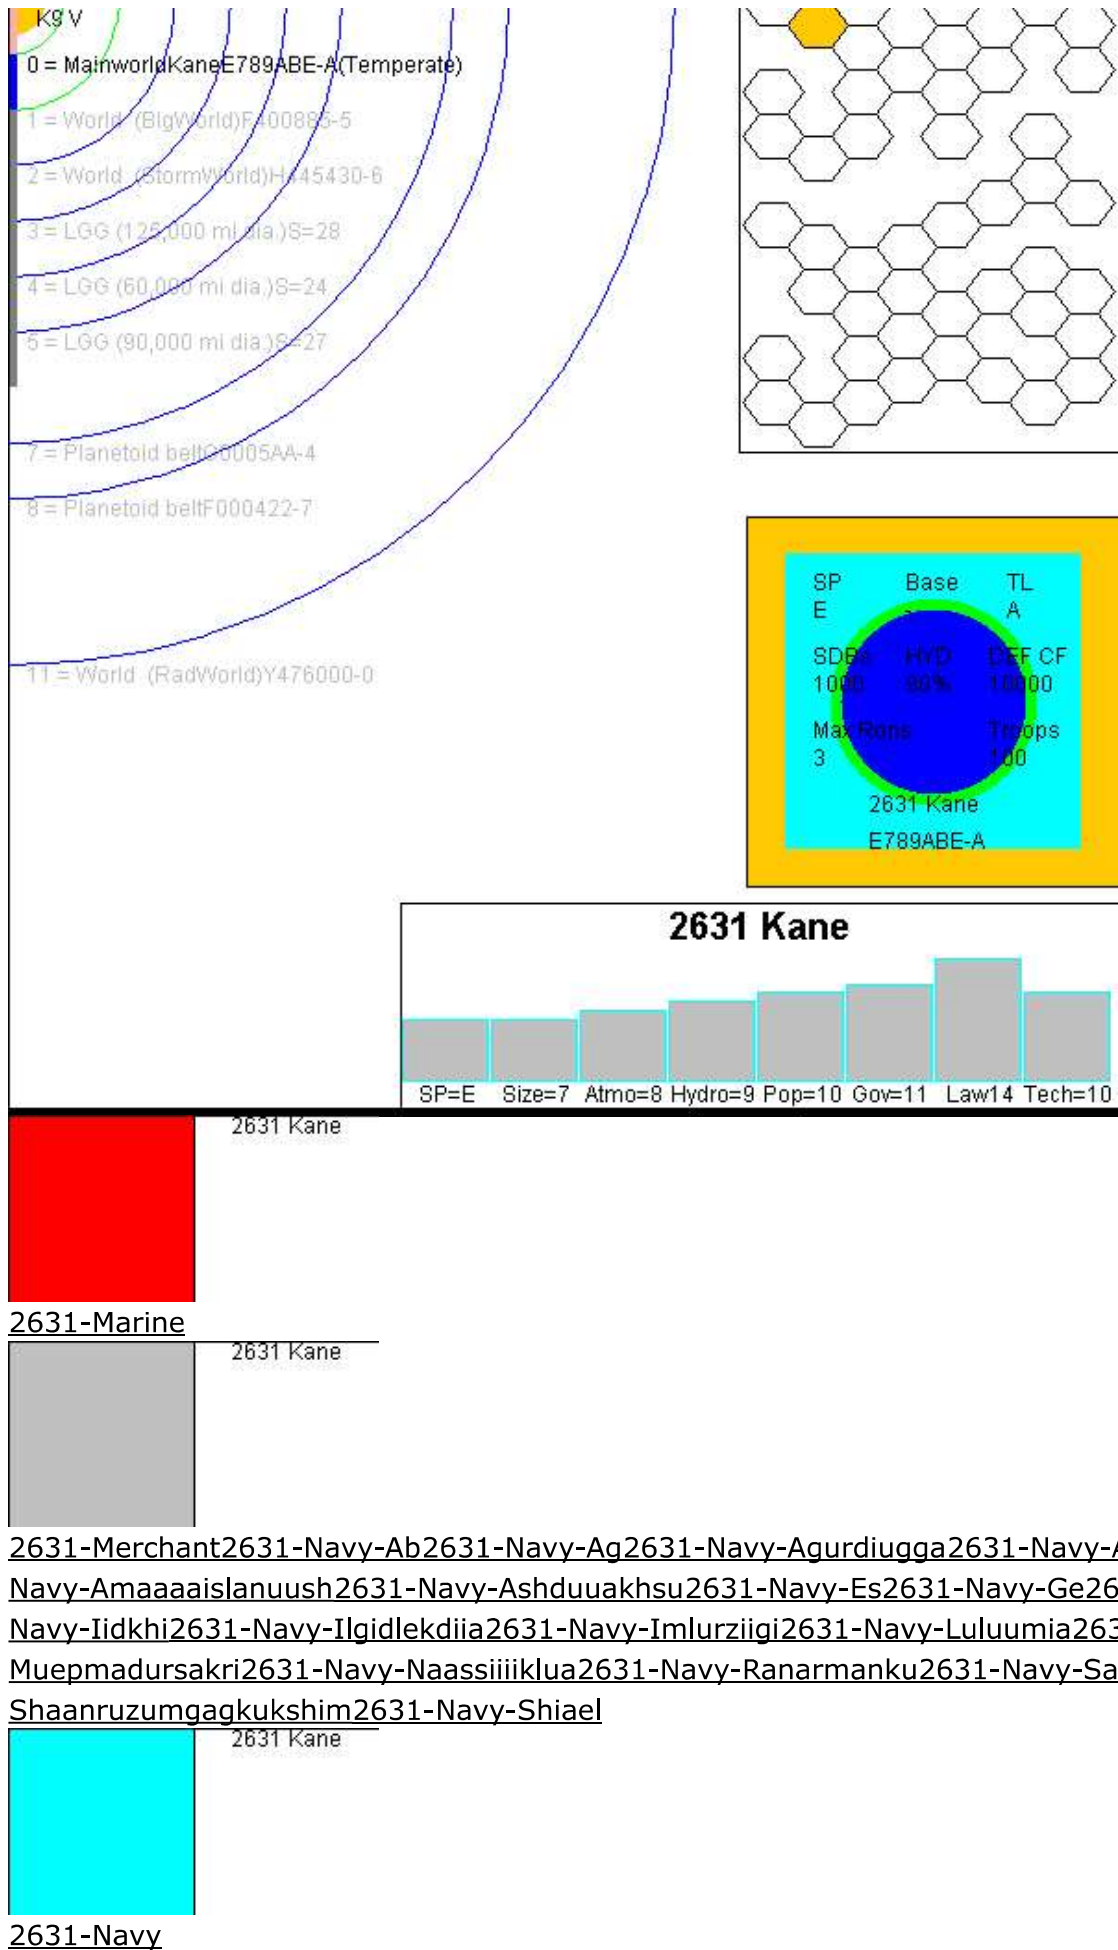 K9 V
0 = MainworldKaneE789ABE-A(Temperate)
1 = World (BigWorld)F400885-5
2 = World (StormWorld)H445430-6
3 = LGG (125,000 mi dia.)S=28
4 = LGG (60,000 mi dia.)S=24
5 = LGG (90,000 mi dia.)S=27
7 = Planetoid beltG0005AA-4
8 = Planetoid beltF000422-7
11 = World (RadWorld)Y476000-0
SP Base TL
E - A
SDBs HYD DEF CF
1000 98% 10000
Max Rons Troops
3 100
2631 Kane
E789ABE-A
2631 Kane
SP=E Size=7 Atmo=8 Hydro=9 Pop=10 Gov=11 Law14 Tech=10
2631 Kane
2631-Marine
2631 Kane
2631-Merchant2631-Navy-Ab2631-Navy-Ag2631-Navy-Agurdiugga2631-Navy-A
Navy-Amaaaaislanuush2631-Navy-Ashduuakhsu2631-Navy-Es2631-Navy-Ge26
Navy-Iidkhi2631-Navy-Ilgidlekdiia2631-Navy-Imlurziigi2631-Navy-Luluumia263
Muepmadursakri2631-Navy-Naassiiiiklua2631-Navy-Ranarmanku2631-Navy-Sa
Shaanruzumgagkukshim2631-Navy-Shiael
2631 Kane
2631-Navy